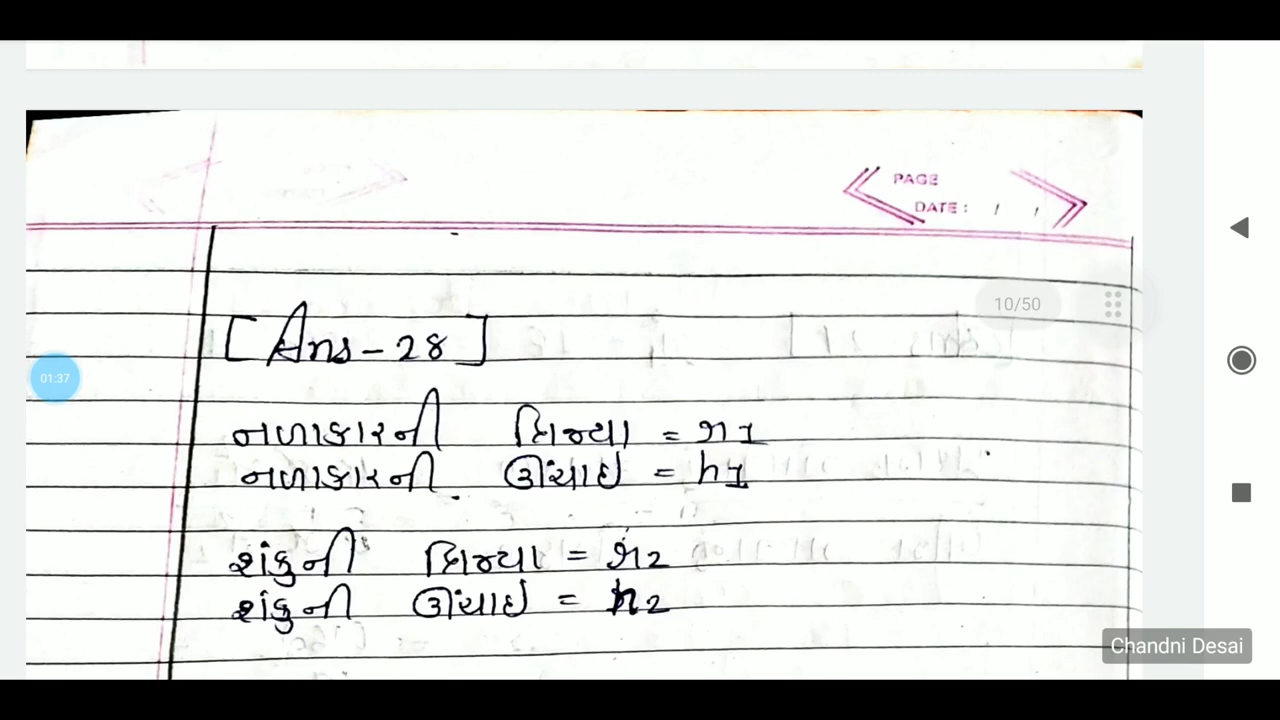 PAGE
DATE : / /
10/50
[Ans-28]
01:37
નળાકારની ત્રિજ્યા = r1
નળાકારની ઊંચાઈ = h1
શંકુની ત્રિજ્યા = r2
શંકુની ઊંચાઈ = h2
Chandni Desai